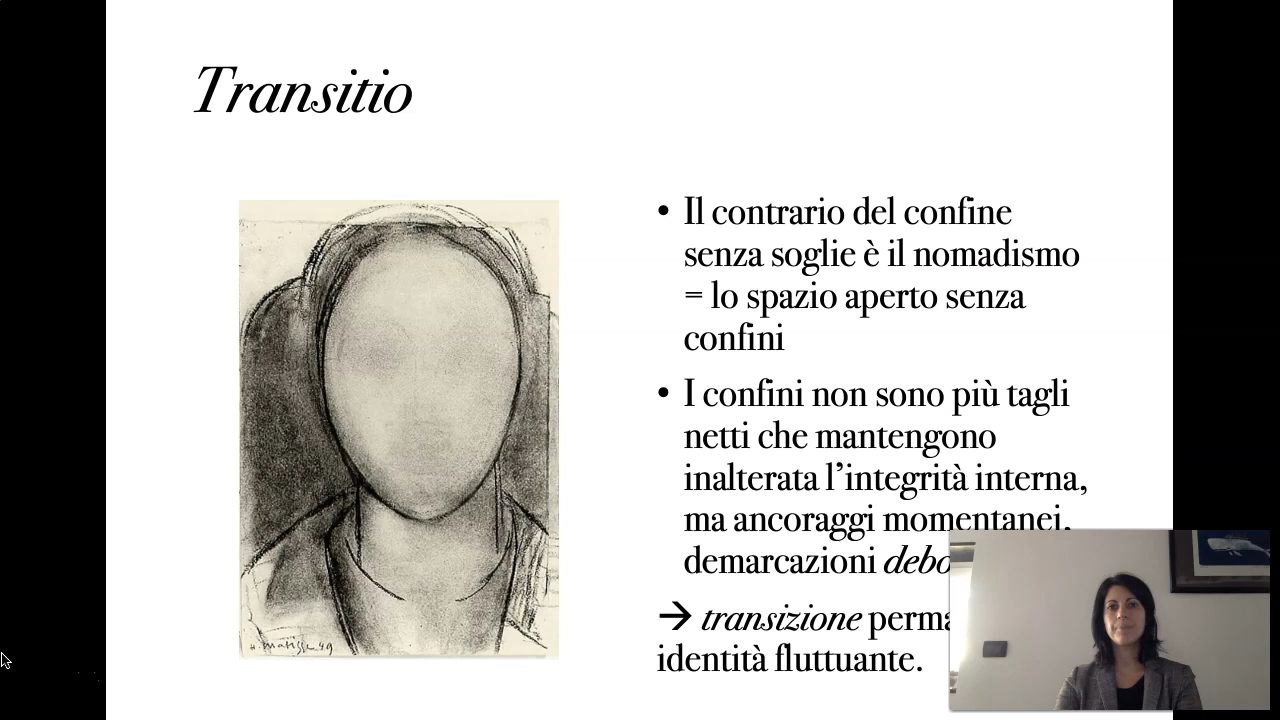 Transitio
• Il contrario del confine
senza soglie è il nomadismo
= lo spazio aperto senza
confini
• I confini non sono più tagli
netti che mantengono
inalterata l’integrità interna,
ma ancoraggi momentanei,
demarcazioni
→ transizione
identità fluttuante.
H. Matisse 49